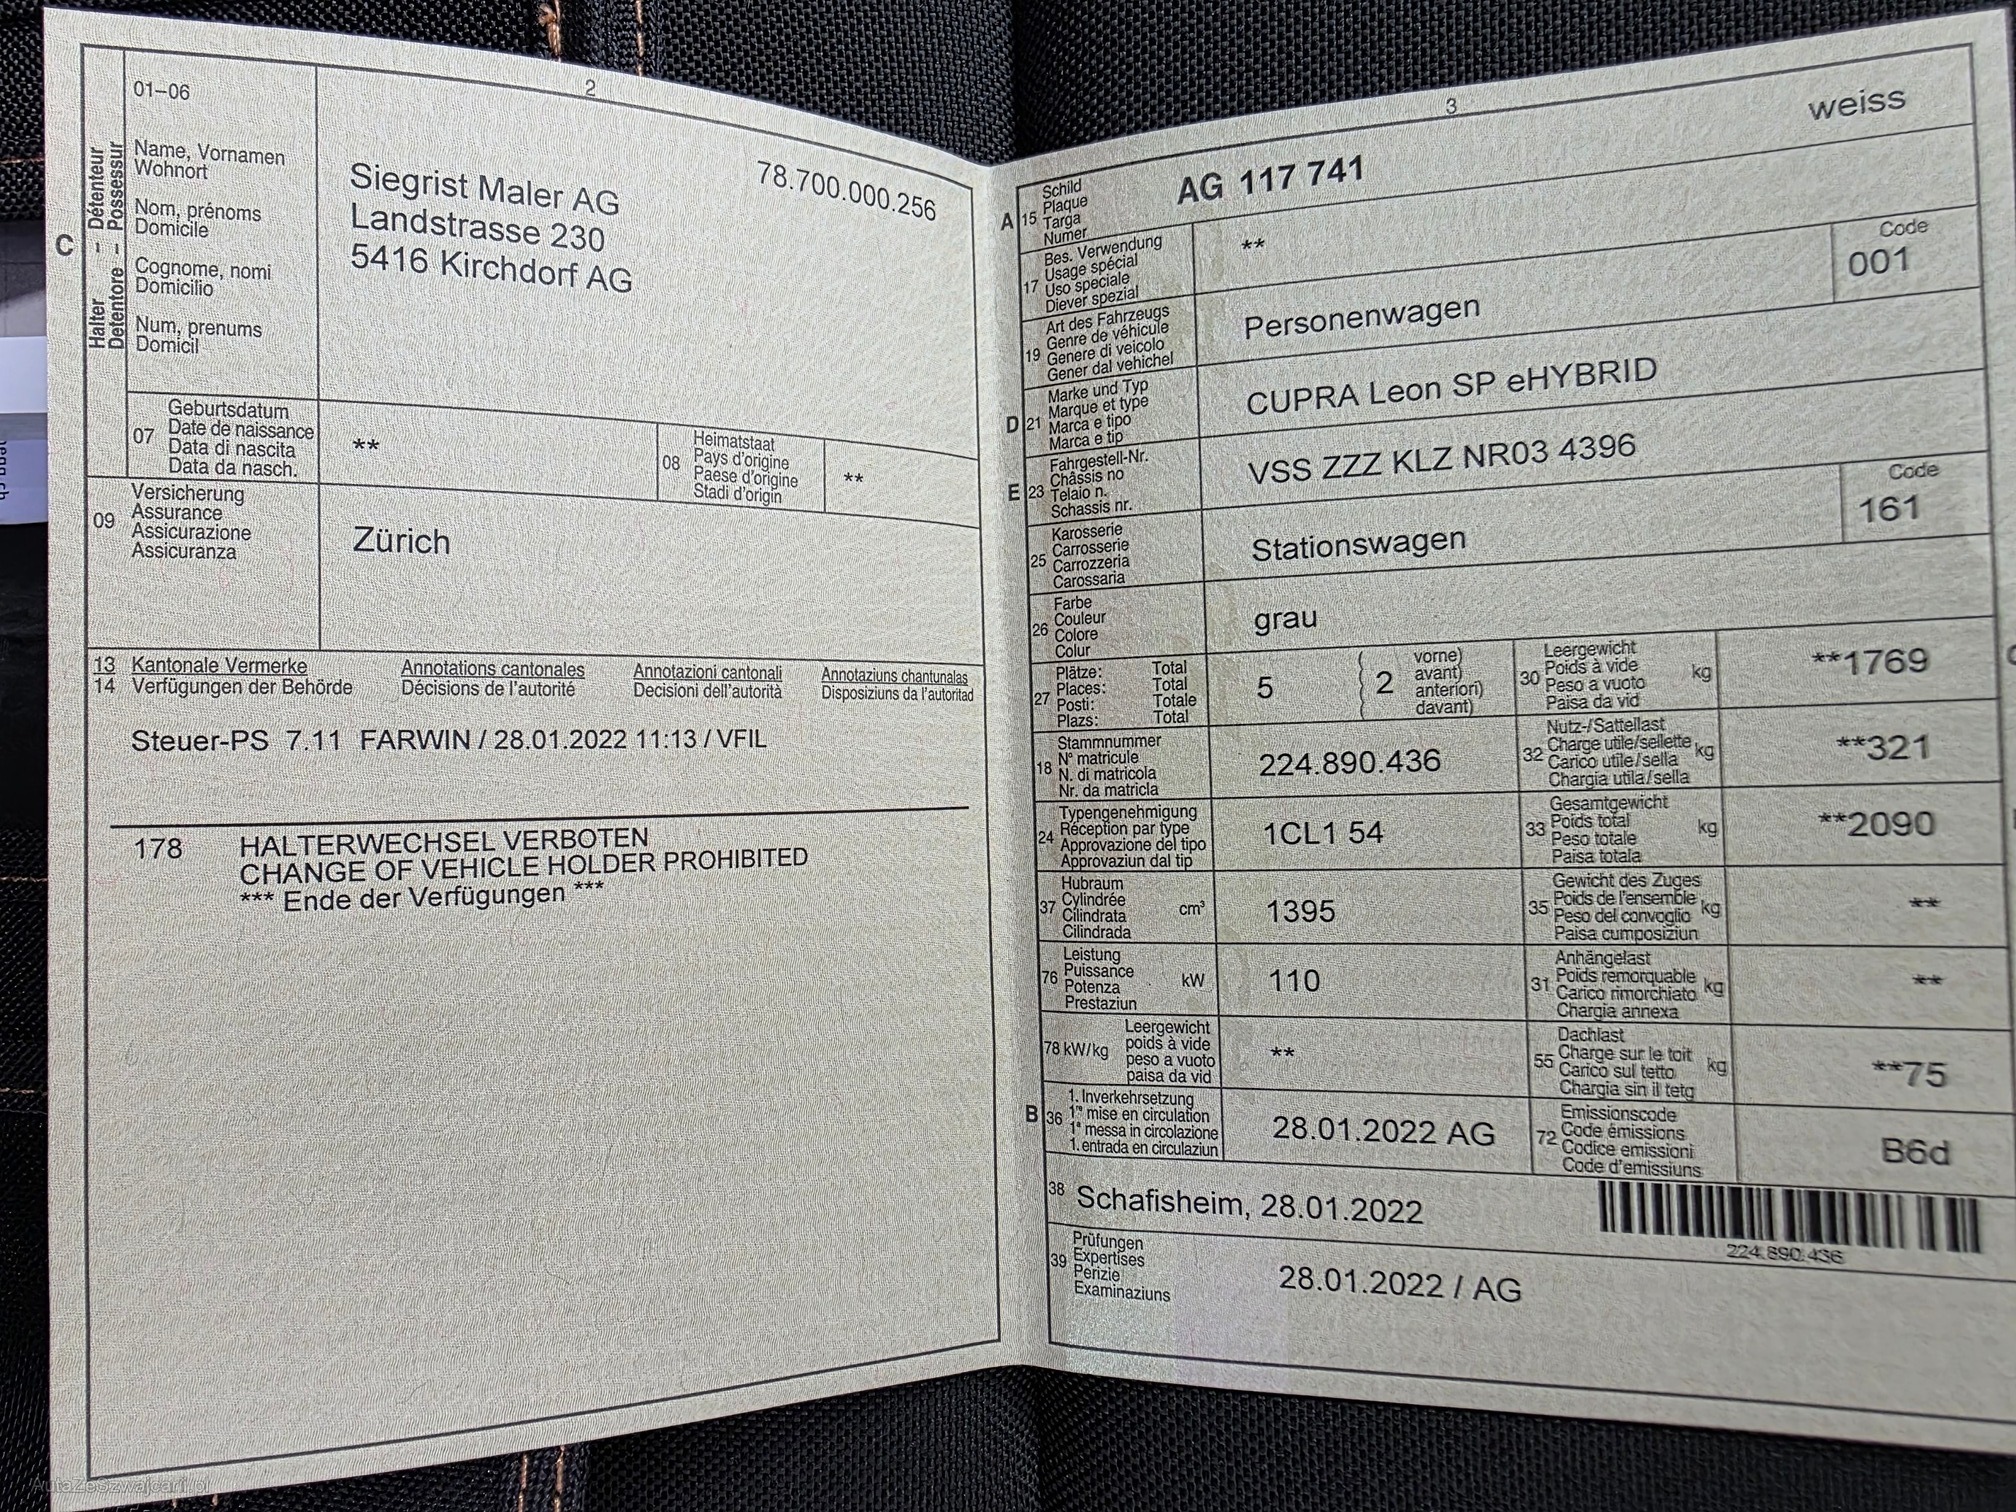 2
01–06
Name, Vornamen
Wohnort
Nom, prénoms
Domicile
Cognome, nomi
Domicilio
Num, prenums
Domicil
C
Halter – Détenteur
Detentore – Possessur
Siegrist Maler AG
Landstrasse 230
5416 Kirchdorf AG
78.700.000.256
07
Geburtsdatum
Date de naissance
Data di nascita
Data da nasch.
**
08
Heimatstaat
Pays d'origine
Paese d'origine
Stadi d'origin
**
09
Versicherung
Assurance
Assicurazione
Assicuranza
Zürich
13 Kantonale Vermerke Annotations cantonales Annotazioni cantonali Annotaziuns chantunalas
14 Verfügungen der Behörde Décisions de l'autorité Decisioni dell'autorità Disposiziuns da l'autoritad
Steuer-PS 7.11 FARWIN / 28.01.2022 11:13 / VFIL
178 HALTERWECHSEL VERBOTEN
CHANGE OF VEHICLE HOLDER PROHIBITED
*** Ende der Verfügungen ***
3
weiss
A 15
Schild
Plaque
Targa
Numer
AG 117 741
17
Bes. Verwendung
Usage spécial
Uso speciale
Diever spezial
**
Code
001
19
Art des Fahrzeugs
Genre de véhicule
Genere di veicolo
Gener dal vehichel
Personenwagen
D 21
Marke und Typ
Marque et type
Marca e tipo
Marca e tip
CUPRA Leon SP eHYBRID
E 23
Fahrgestell-Nr.
Châssis no
Telaio n.
Schassis nr.
VSS ZZZ KLZ NR03 4396
25
Karosserie
Carrosserie
Carrozzeria
Carossaria
Stationswagen
Code
161
26
Farbe
Couleur
Colore
Colur
grau
27
Plätze: Total
Places: Total
Posti: Totale
Plazs: Total
5
2
vorne)
avant)
anteriori)
davant)
30
Leergewicht
Poids à vide
Peso a vuoto
Paisa da vid
kg
**1769
18
Stammnummer
N° matricule
N. di matricola
Nr. da matricla
224.890.436
32
Nutz-/Sattellast
Charge utile/sellette
Carico utile/sella
Chargia utila/sella
kg
**321
24
Typengenehmigung
Réception par type
Approvazione del tipo
Approvaziun dal tip
1CL1 54
33
Gesamtgewicht
Poids total
Peso totale
Paisa totala
kg
**2090
37
Hubraum
Cylindrée
Cilindrata
Cilindrada
cm³
1395
35
Gewicht des Zuges
Poids de l'ensemble
Peso del convoglio
Paisa cumposiziun
kg
**
76
Leistung
Puissance
Potenza
Prestaziun
kW
110
31
Anhängelast
Poids remorquable
Carico rimorchiato
Chargia annexa
kg
**
78 kW/kg
Leergewicht
poids à vide
peso a vuoto
paisa da vid
**
55
Dachlast
Charge sur le toit
Carico sul tetto
Chargia sin il tetg
kg
**75
B 36
1. Inverkehrsetzung
1re mise en circulation
1a messa in circolazione
1. entrada en circulaziun
28.01.2022 AG
72
Emissionscode
Code émissions
Codice emissioni
Code d'emissiuns
B6d
38 Schafisheim, 28.01.2022
224.890.436
39
Prüfungen
Expertises
Perizie
Examinaziuns
28.01.2022 / AG
AutaZeSzwajcarii.pl